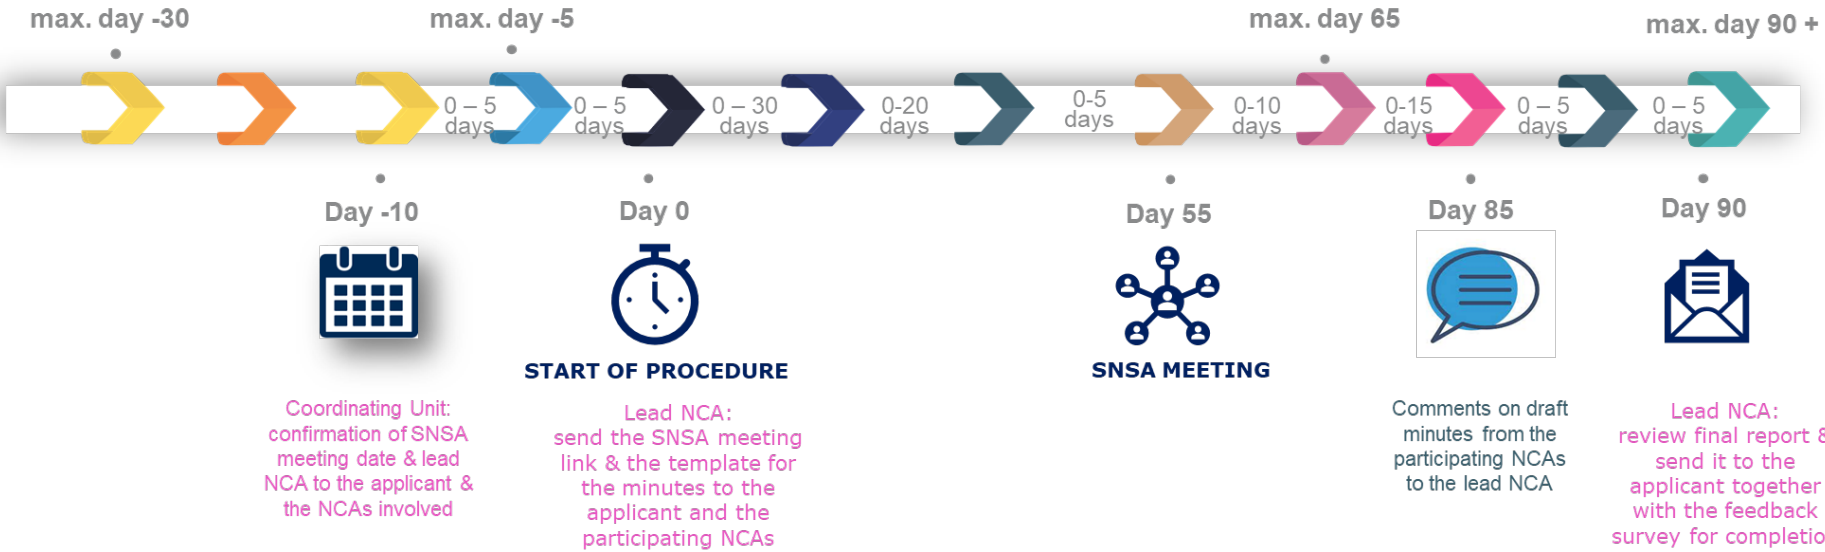 max. day -30
max. day -5
max. day 65
max. day 90 +
0 – 5
days
0 – 5
days
0 – 30
days
0-20
days
0-5
days
0-10
days
0-15
days
0 – 5
days
0 – 5
days
Day -10
Day 0
Day 55
Day 85
Day 90
START OF PROCEDURE
SNSA MEETING
Coordinating Unit:
confirmation of SNSA
meeting date & lead
NCA to the applicant &
the NCAs involved
Lead NCA:
send the SNSA meeting
link & the template for
the minutes to the
applicant and the
participating NCAs
Comments on draft
minutes from the
participating NCAs
to the lead NCA
Lead NCA:
review final report &
send it to the
applicant together
with the feedback
survey for completio